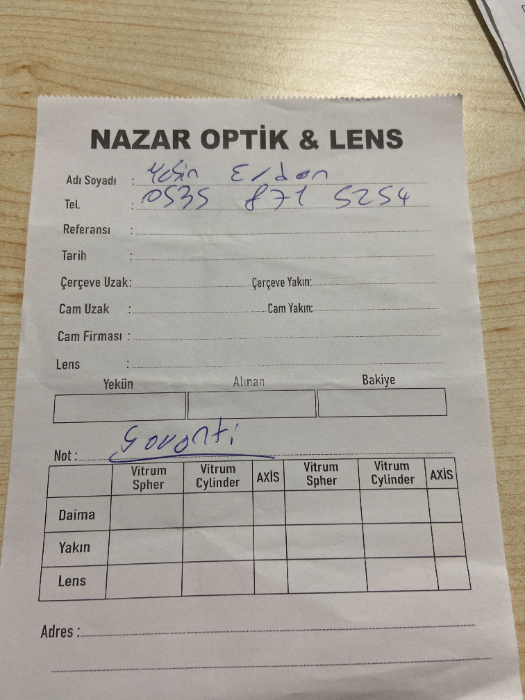 NAZAR OPTİK & LENS
Adı Soyadı : Yasin Erdan
Tel. : 0535 871 5254
Referansı :
Tarih :
Çerçeve Uzak: Çerçeve Yakın:
Cam Uzak : Cam Yakın:
Cam Firması :
Lens :
Yekün Alınan Bakiye
Not : Garanti
Vitrum Spher Vitrum Cylinder AXİS Vitrum Spher Vitrum Cylinder AXİS
Daima
Yakın
Lens
Adres :